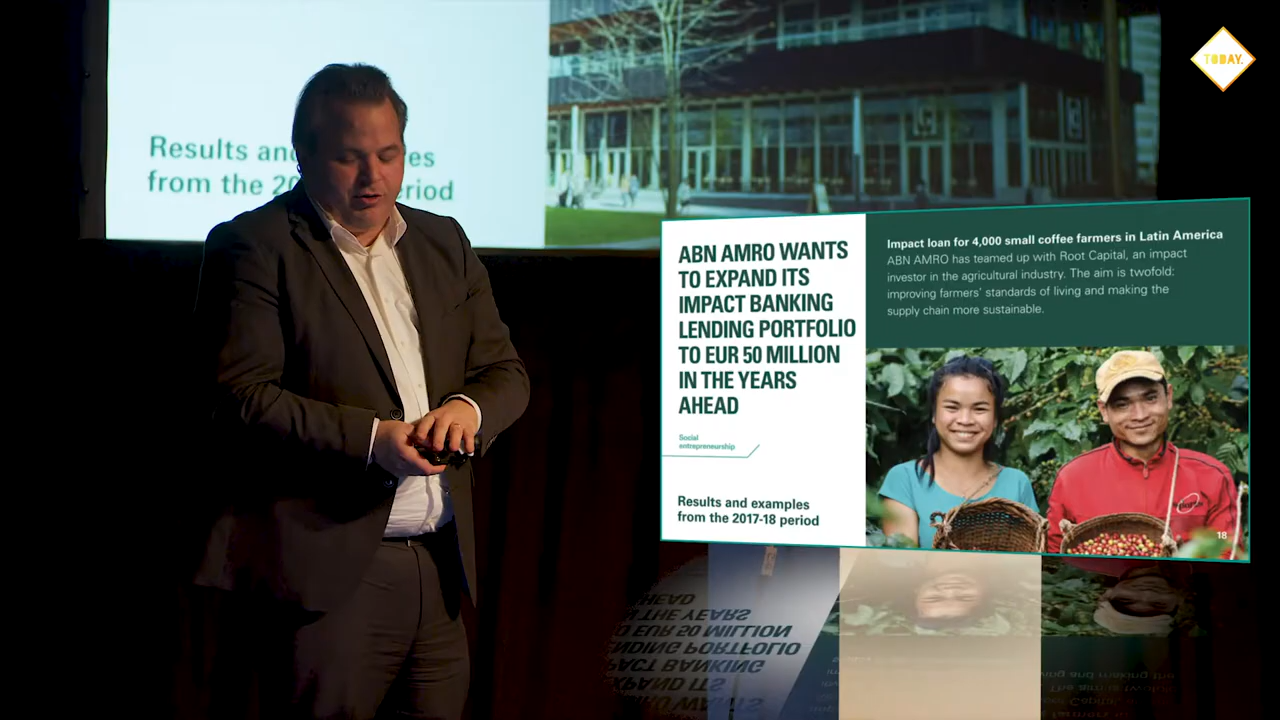 TODAY.
Results and
es
from the 20
eriod
ABN AMRO WANTS
TO EXPAND ITS
IMPACT BANKING
LENDING PORTFOLIO
TO EUR 50 MILLION
IN THE YEARS
AHEAD
Social
entrepreneurship
Results and examples
from the 2017-18 period
Impact loan for 4,000 small coffee farmers in Latin America
ABN AMRO has teamed up with Root Capital, an impact
investor in the agricultural industry. The aim is twofold:
improving farmers' standards of living and making the
supply chain more sustainable.
18